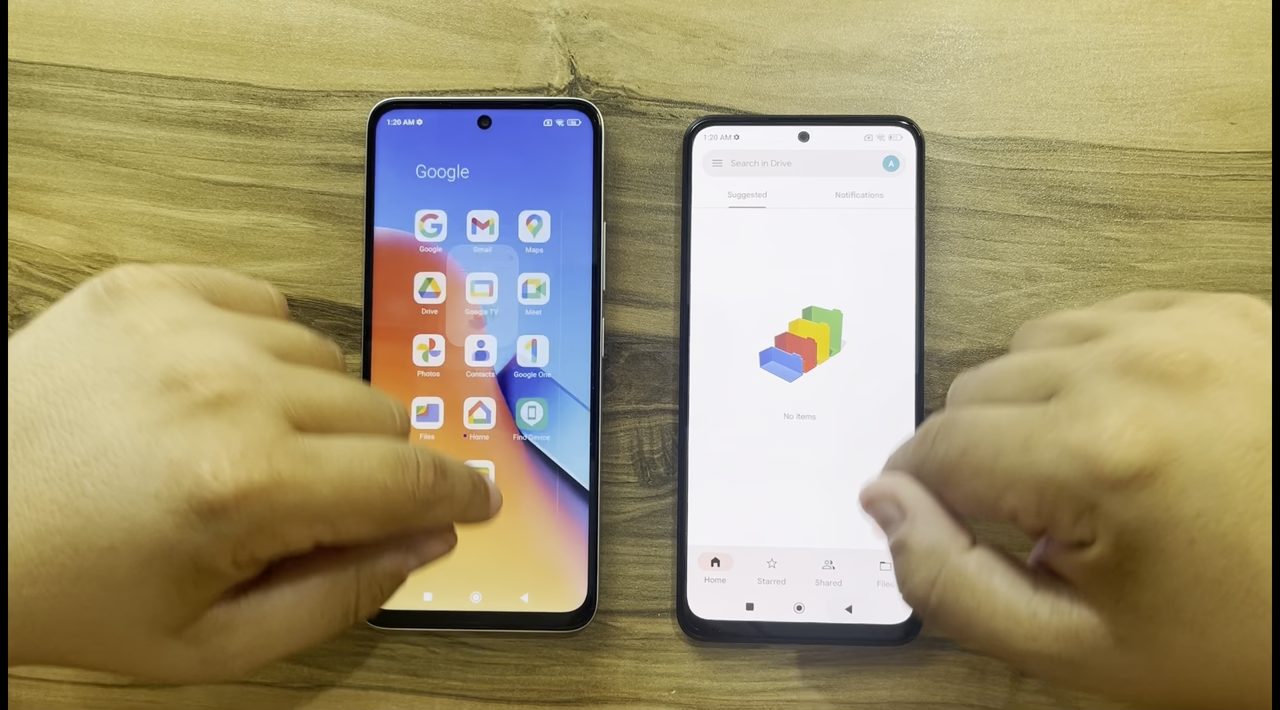 1:20 AM
Google
Google Gmail Maps
Drive Google TV Meet
Photos Contacts Google One
Files Home Find Device
1:20 AM
Search in Drive
A
Suggested Notifications
No items
Home Starred Shared